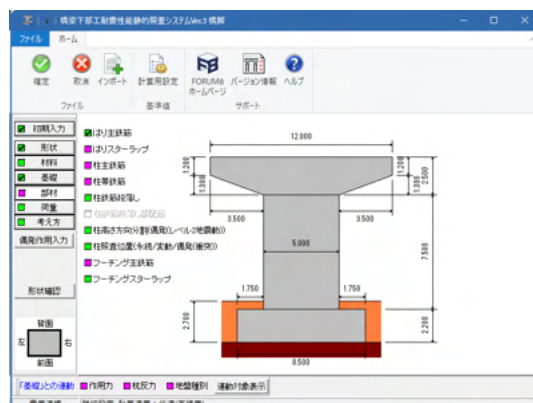 橋梁下部工耐震性能静的照査システムVer.3 橋脚
ファイル ホーム
確定 取消 インポート 計算用設定 FORUM8 ホームページ バージョン情報 ヘルプ
ファイル 基準値 サポート
初期入力
形状
材料
基礎
部材
荷重
考え方
偶発作用入力
形状確認
背面
左 右
前面
はり主鉄筋
はりスターラップ
柱主鉄筋
柱帯鉄筋
柱鉄筋段落し
柱鉄筋段落し部配筋
柱高さ方向分割(偶発(レベル2地震動))
柱照査位置(永続/変動/偶発(衝突))
フーチング主鉄筋
フーチングスターラップ
12.000
1.200
1.300
1.200
1.300
2.500
3.500
3.500
5.000
7.500
1.750
1.750
2.700
2.200
8.500
「基礎」との連動 作用力 杭反力 地盤種別 連動対象表示